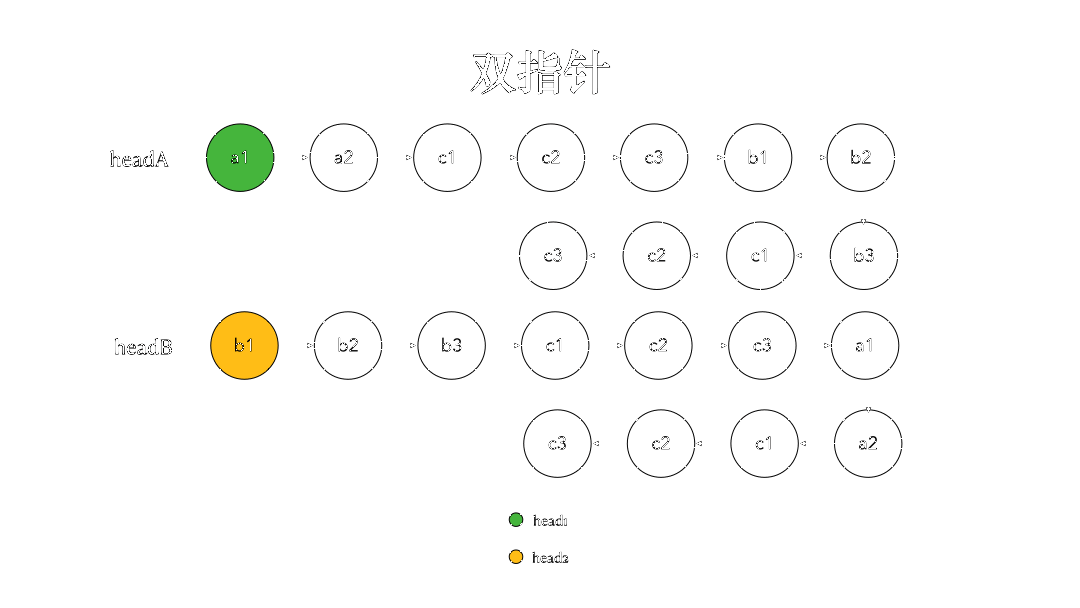 双指针
headA a1 a2 c1 c2 c3 b1 b2
c3 c2 c1 b3
headB b1 b2 b3 c1 c2 c3 a1
c3 c2 c1 a2
head1
head2